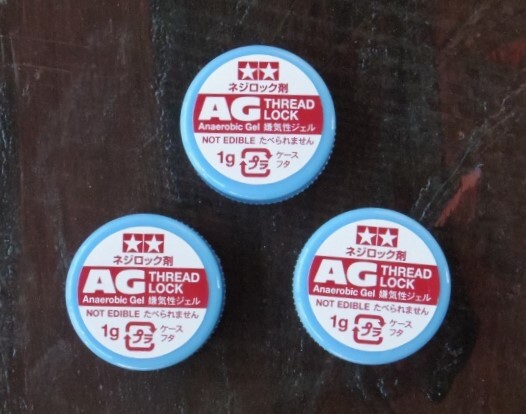 ネジロック剤
AG THREAD LOCK
Anaerobic Gel 嫌気性ジェル
NOT EDIBLE たべられません
1g プラ ケース フタ
ネジロック剤
AG THREAD LOCK
Anaerobic Gel 嫌気性ジェル
NOT EDIBLE たべられません
1g プラ ケース フタ
ネジロック剤
AG THREAD LOCK
Anaerobic Gel 嫌気性ジェル
NOT EDIBLE たべられません
1g プラ ケース フタ